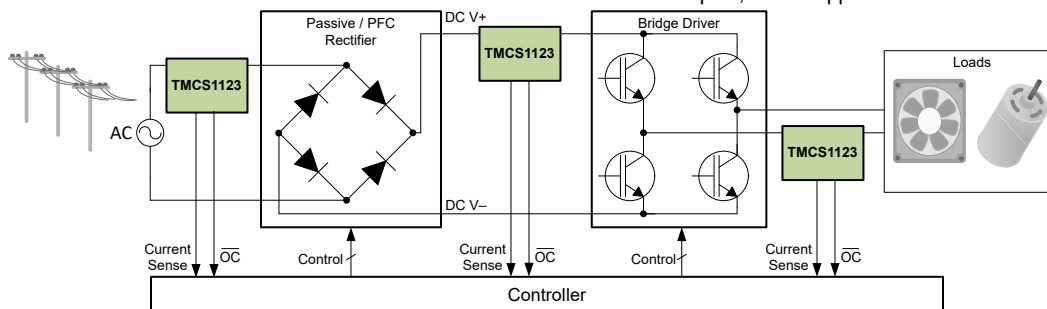 Passive / PFC
Rectifier
DC V+
Bridge Driver
Loads
TMCS1123
TMCS1123
AC
TMCS1123
DC V–
Current
Sense
OC
Control
Current
Sense
OC
Control
Current
Sense
OC
Controller